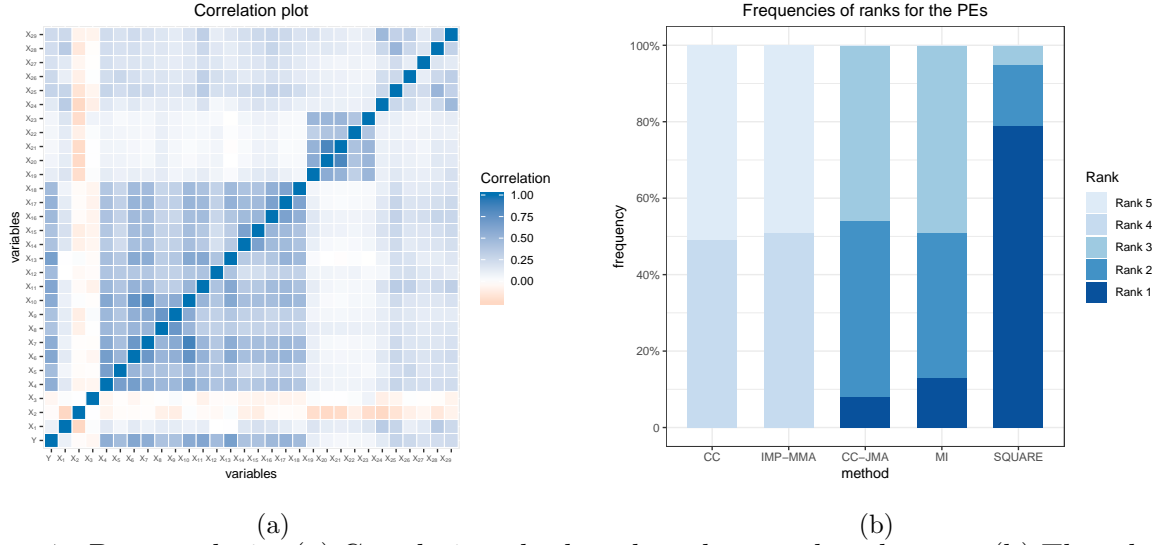 Correlation plot
variables
X₂₉
X₂₈
X₂₇
X₂₆
X₂₅
X₂₄
X₂₃
X₂₂
X₂₁
X₂₀
X₁₉
X₁₈
X₁₇
X₁₆
X₁₅
X₁₄
X₁₃
X₁₂
X₁₁
X₁₀
X₉
X₈
X₇
X₆
X₅
X₄
X₃
X₂
X₁
Y
Y X₁ X₂ X₃ X₄ X₅ X₆ X₇ X₈ X₉ X₁₀ X₁₁ X₁₂ X₁₃ X₁₄ X₁₅ X₁₆ X₁₇ X₁₈ X₁₉ X₂₀ X₂₁ X₂₂ X₂₃ X₂₄ X₂₅ X₂₆ X₂₇ X₂₈ X₂₉
variables
Correlation
1.00
0.75
0.50
0.25
0.00
(a)
Frequencies of ranks for the PEs
frequency
100%
80%
60%
40%
20%
0
CC IMP−MMA CC−JMA MI SQUARE
method
Rank
Rank 5
Rank 4
Rank 3
Rank 2
Rank 1
(b)